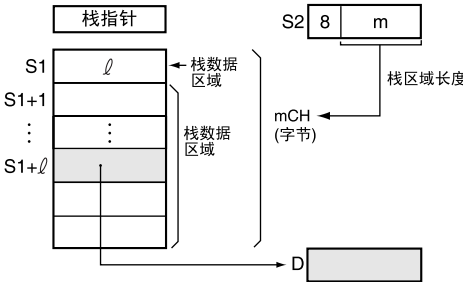 栈指针
S2 8 m
S1 ℓ 栈数据
区域
栈区域长度
S1+1
mCH
(字节)
栈数据
区域
⋮ ⋮
S1+ℓ
D